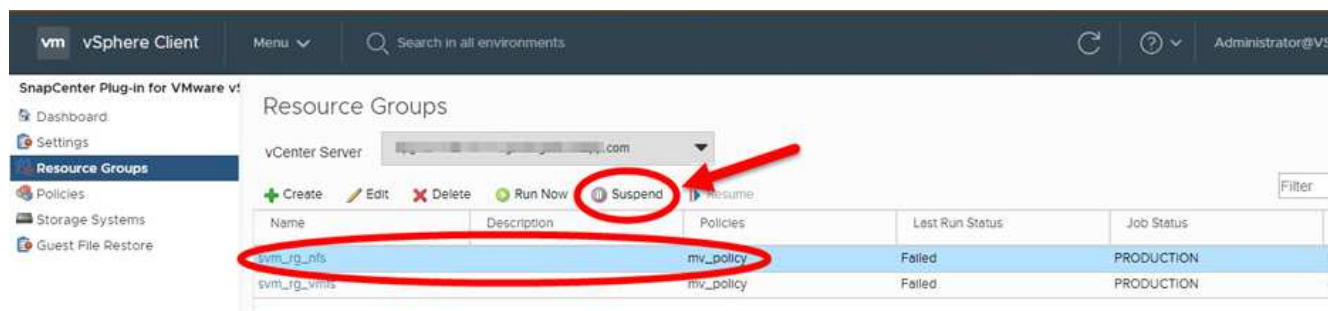 vm vSphere Client Menu Search in all environments Administrator@VS
SnapCenter Plug-in for VMware vS
Dashboard
Settings
Resource Groups
Policies
Storage Systems
Guest File Restore
Resource Groups
vCenter Server .com
Create Edit Delete Run Now Suspend Resume
Filter
Name Description Policies Last Run Status Job Status
svm_rg_nfs mv_policy Failed PRODUCTION
svm_rg_vmfs mv_policy Failed PRODUCTION